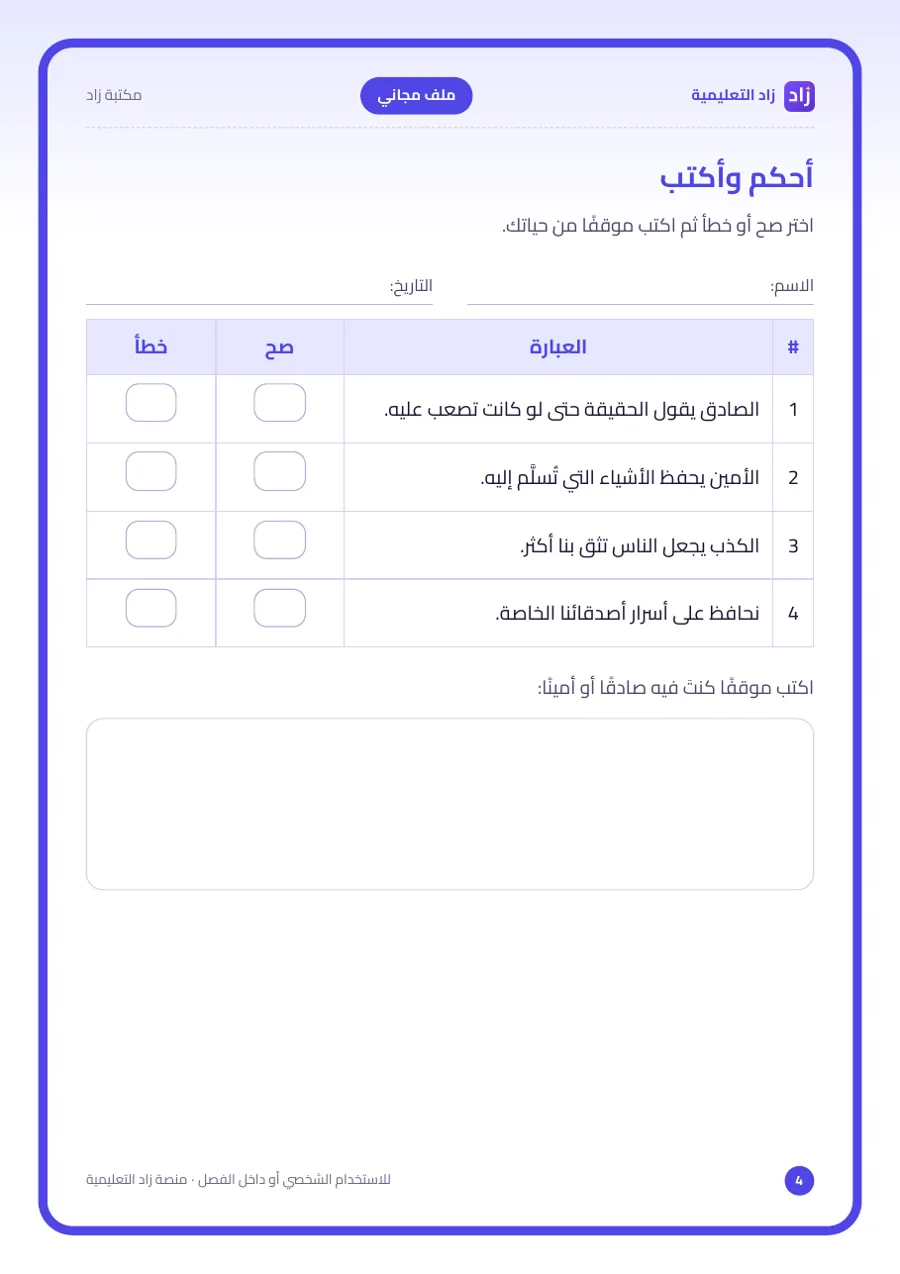 زاد زاد التعليمية
ملف مجاني
مكتبة زاد
أحكم وأكتب
اختر صح أو خطأ ثم اكتب موقفًا من حياتك.
الاسم:
التاريخ:
# العبارة صح خطأ
1 الصادق يقول الحقيقة حتى لو كانت تصعب عليه.
2 الأمين يحفظ الأشياء التي تُسلَّم إليه.
3 الكذب يجعل الناس تثق بنا أكثر.
4 نحافظ على أسرار أصدقائنا الخاصة.
اكتب موقفًا كنتَ فيه صادقًا أو أمينًا:
4
للاستخدام الشخصي أو داخل الفصل · منصة زاد التعليمية